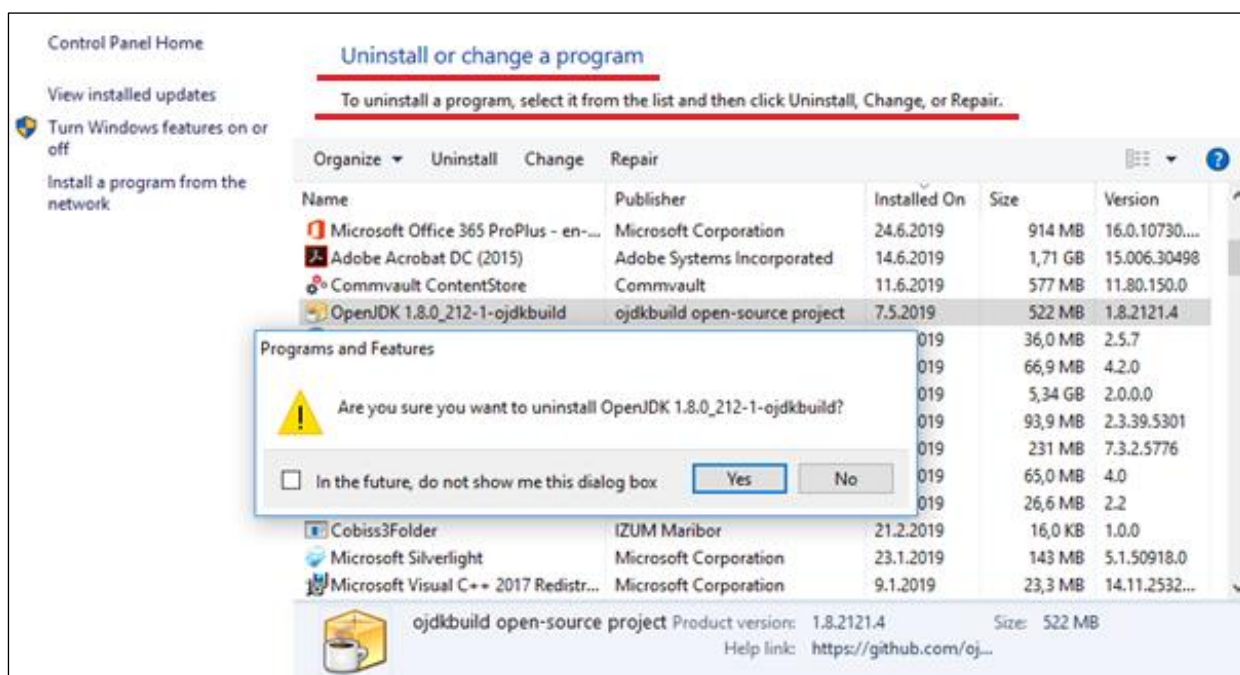 Control Panel Home
View installed updates
Turn Windows features on or
off
Install a program from the
network
Uninstall or change a program
To uninstall a program, select it from the list and then click Uninstall, Change, or Repair.
Organize Uninstall Change Repair
Name Publisher Installed On Size Version
Microsoft Office 365 ProPlus - en-... Microsoft Corporation 24.6.2019 914 MB 16.0.10730....
Adobe Acrobat DC (2015) Adobe Systems Incorporated 14.6.2019 1,71 GB 15.006.30498
Commvault ContentStore Commvault 11.6.2019 577 MB 11.80.150.0
OpenJDK 1.8.0_212-1-ojdkbuild ojdkbuild open-source project 7.5.2019 522 MB 1.8.2121.4
019 36,0 MB 2.5.7
019 66,9 MB 4.2.0
019 5,34 GB 2.0.0.0
019 93,9 MB 2.3.39.5301
019 231 MB 7.3.2.5776
019 65,0 MB 4.0
019 26,6 MB 2.2
Programs and Features
Are you sure you want to uninstall OpenJDK 1.8.0_212-1-ojdkbuild?
In the future, do not show me this dialog box Yes No
Cobiss3Folder IZUM Maribor 21.2.2019 16,0 KB 1.0.0
Microsoft Silverlight Microsoft Corporation 23.1.2019 143 MB 5.1.50918.0
Microsoft Visual C++ 2017 Redistr... Microsoft Corporation 9.1.2019 23,3 MB 14.11.2532...
ojdkbuild open-source project Product version: 1.8.2121.4 Size: 522 MB
Help link: https://github.com/oj...